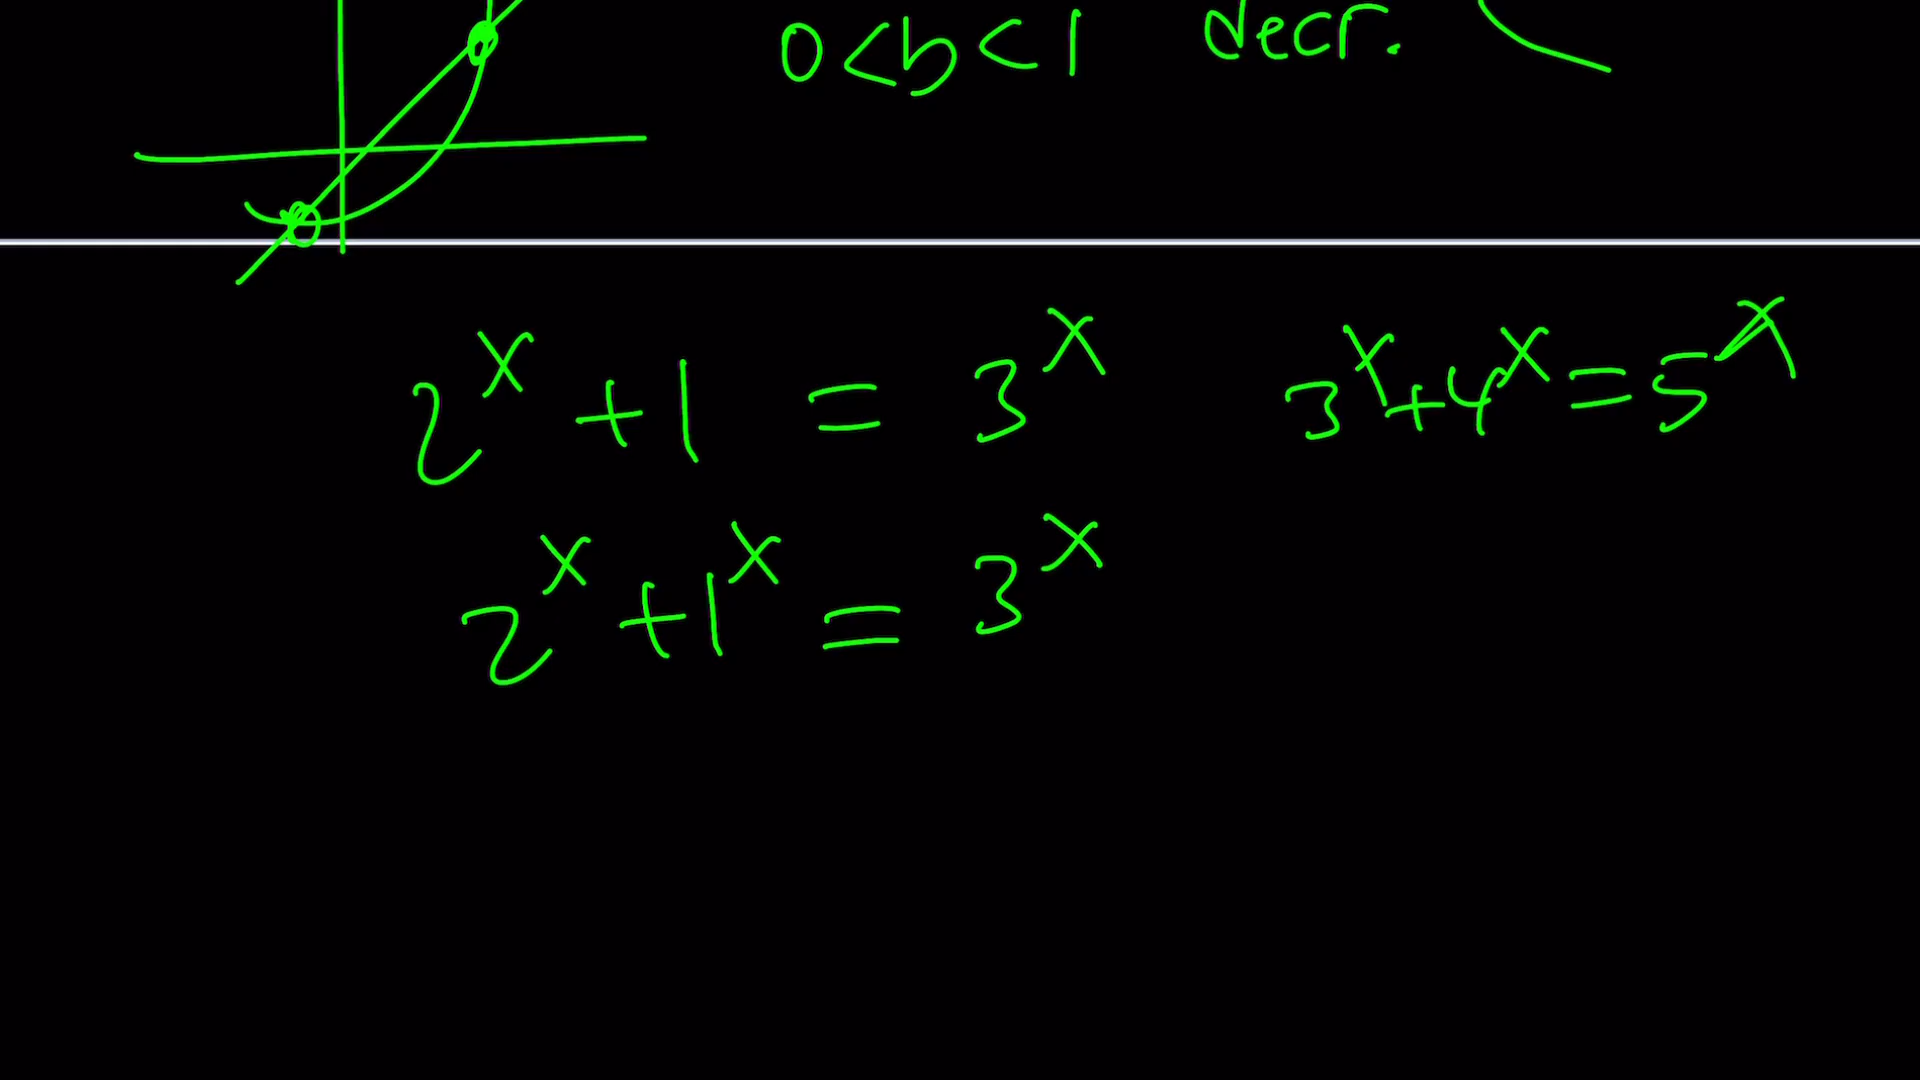 0<b<1 decr.
2^x + 1 = 3^x 3^x + 4^x = 5^x
2^x + 1^x = 3^x